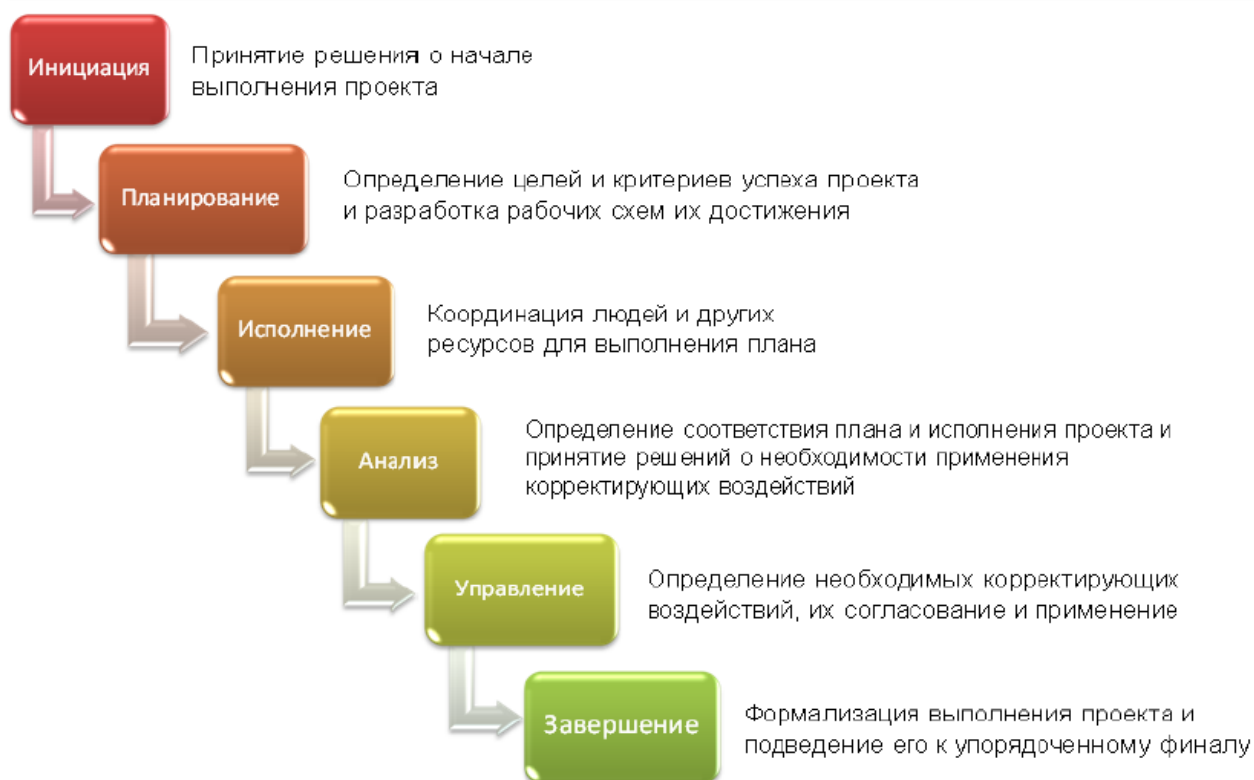 Инициация
Принятие решения о начале
выполнения проекта
Планирование
Определение целей и критериев успеха проекта
и разработка рабочих схем их достижения
Исполнение
Координация людей и других
ресурсов для выполнения плана
Анализ
Определение соответствия плана и исполнения проекта и
принятие решений о необходимости применения
корректирующих воздействий
Управление
Определение необходимых корректирующих
воздействий, их согласование и применение
Завершение
Формализация выполнения проекта и
подведение его к упорядоченному финалу